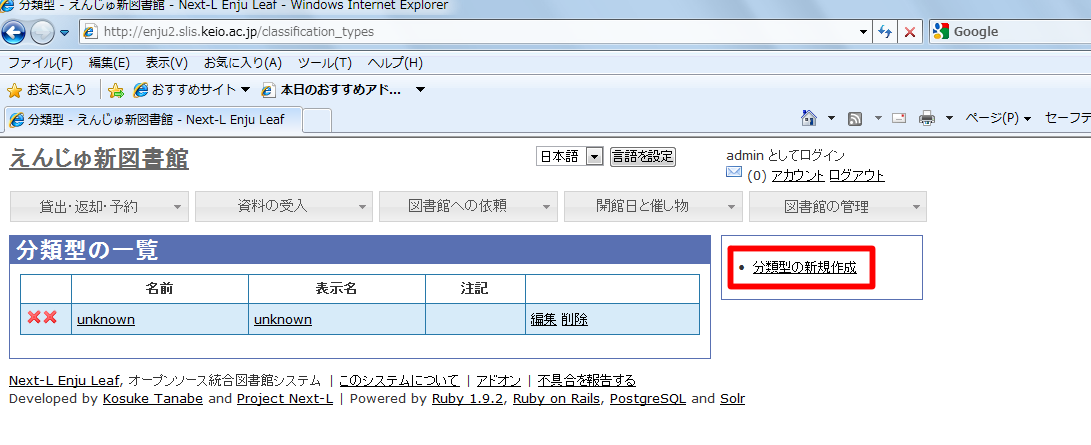 分類型 - えんじゅ新図書館 - Next-L Enju Leaf - Windows Internet Explorer
http://enju2.slis.keio.ac.jp/classification_types
Google
ファイル(F) 編集(E) 表示(V) お気に入り(A) ツール(T) ヘルプ(H)
お気に入り おすすめサイト 本日のおすすめアド...
分類型 - えんじゅ新図書館 - Next-L Enju Leaf
ページ(P) セーフテ
えんじゅ新図書館
日本語 言語を設定
admin としてログイン
(0) アカウント ログアウト
貸出・返却・予約 資料の受入 図書館への依頼 開館日と催し物 図書館の管理
分類型の一覧
• 分類型の新規作成
名前 表示名 注記
unknown unknown 編集 削除
Next-L Enju Leaf, オープンソース統合図書館システム | このシステムについて | アドオン | 不具合を報告する
Developed by Kosuke Tanabe and Project Next-L | Powered by Ruby 1.9.2, Ruby on Rails, PostgreSQL and Solr